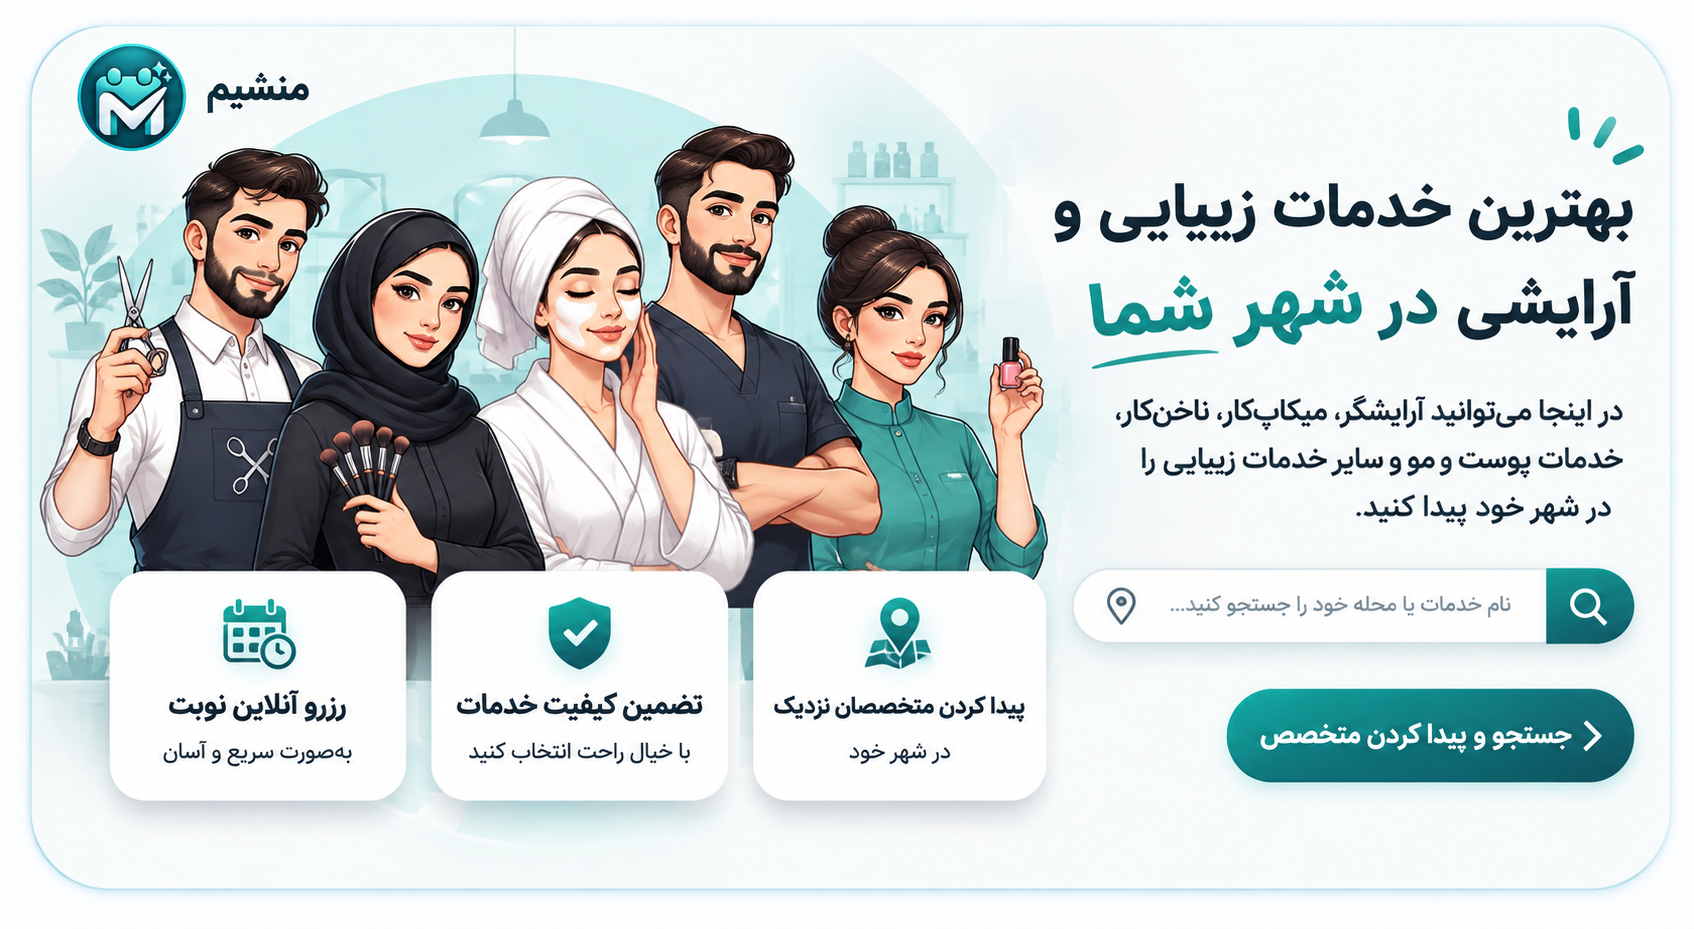 منشیم
بهترین خدمات زیبایی و
آرایشی در شهر شما
در اینجا می‌توانید آرایشگر، میکاپ‌کار، ناخن‌کار،
خدمات پوست و مو و سایر خدمات زیبایی را
در شهر خود پیدا کنید.
نام خدمات یا محله خود را جستجو کنید...
جستجو و پیدا کردن متخصص
پیدا کردن متخصصان نزدیک
در شهر خود
تضمین کیفیت خدمات
با خیال راحت انتخاب کنید
رزرو آنلاین نوبت
به‌صورت سریع و آسان